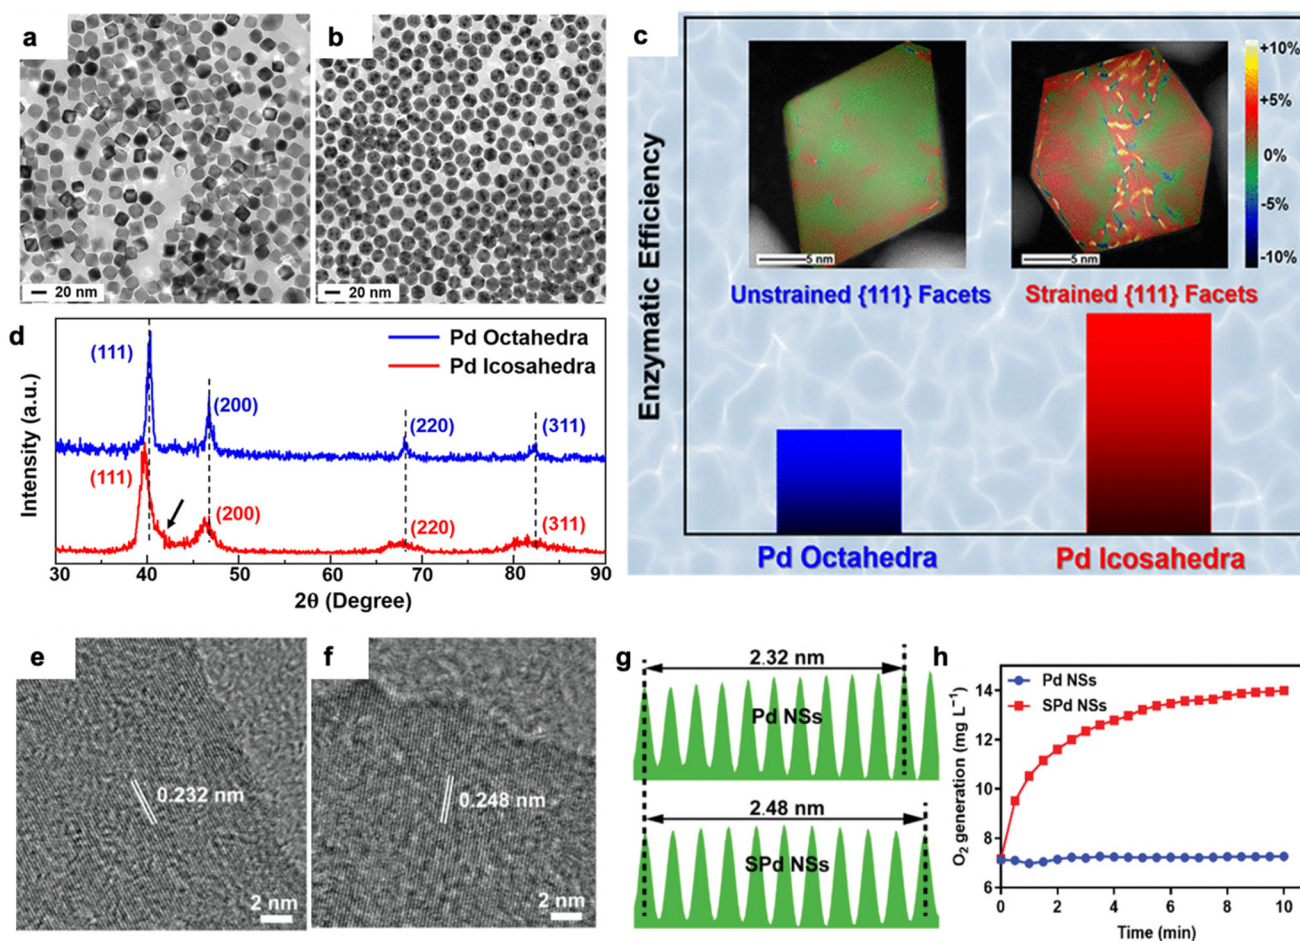 a
20 nm
b
20 nm
c
Enzymatic Efficiency
5 nm
5 nm
+10%
+5%
0%
-5%
-10%
Unstrained {111} Facets
Strained {111} Facets
Pd Octahedra
Pd Icosahedra
d
Intensity (a.u.)
Pd Octahedra
Pd Icosahedra
(111)
(200)
(220)
(311)
(111)
(200)
(220)
(311)
30
40
50
60
70
80
90
2θ (Degree)
e
0.232 nm
2 nm
f
0.248 nm
2 nm
g
2.32 nm
Pd NSs
2.48 nm
SPd NSs
h
Pd NSs
SPd NSs
O₂ generation (mg L⁻¹)
14
12
10
8
6
0
2
4
6
8
10
Time (min)